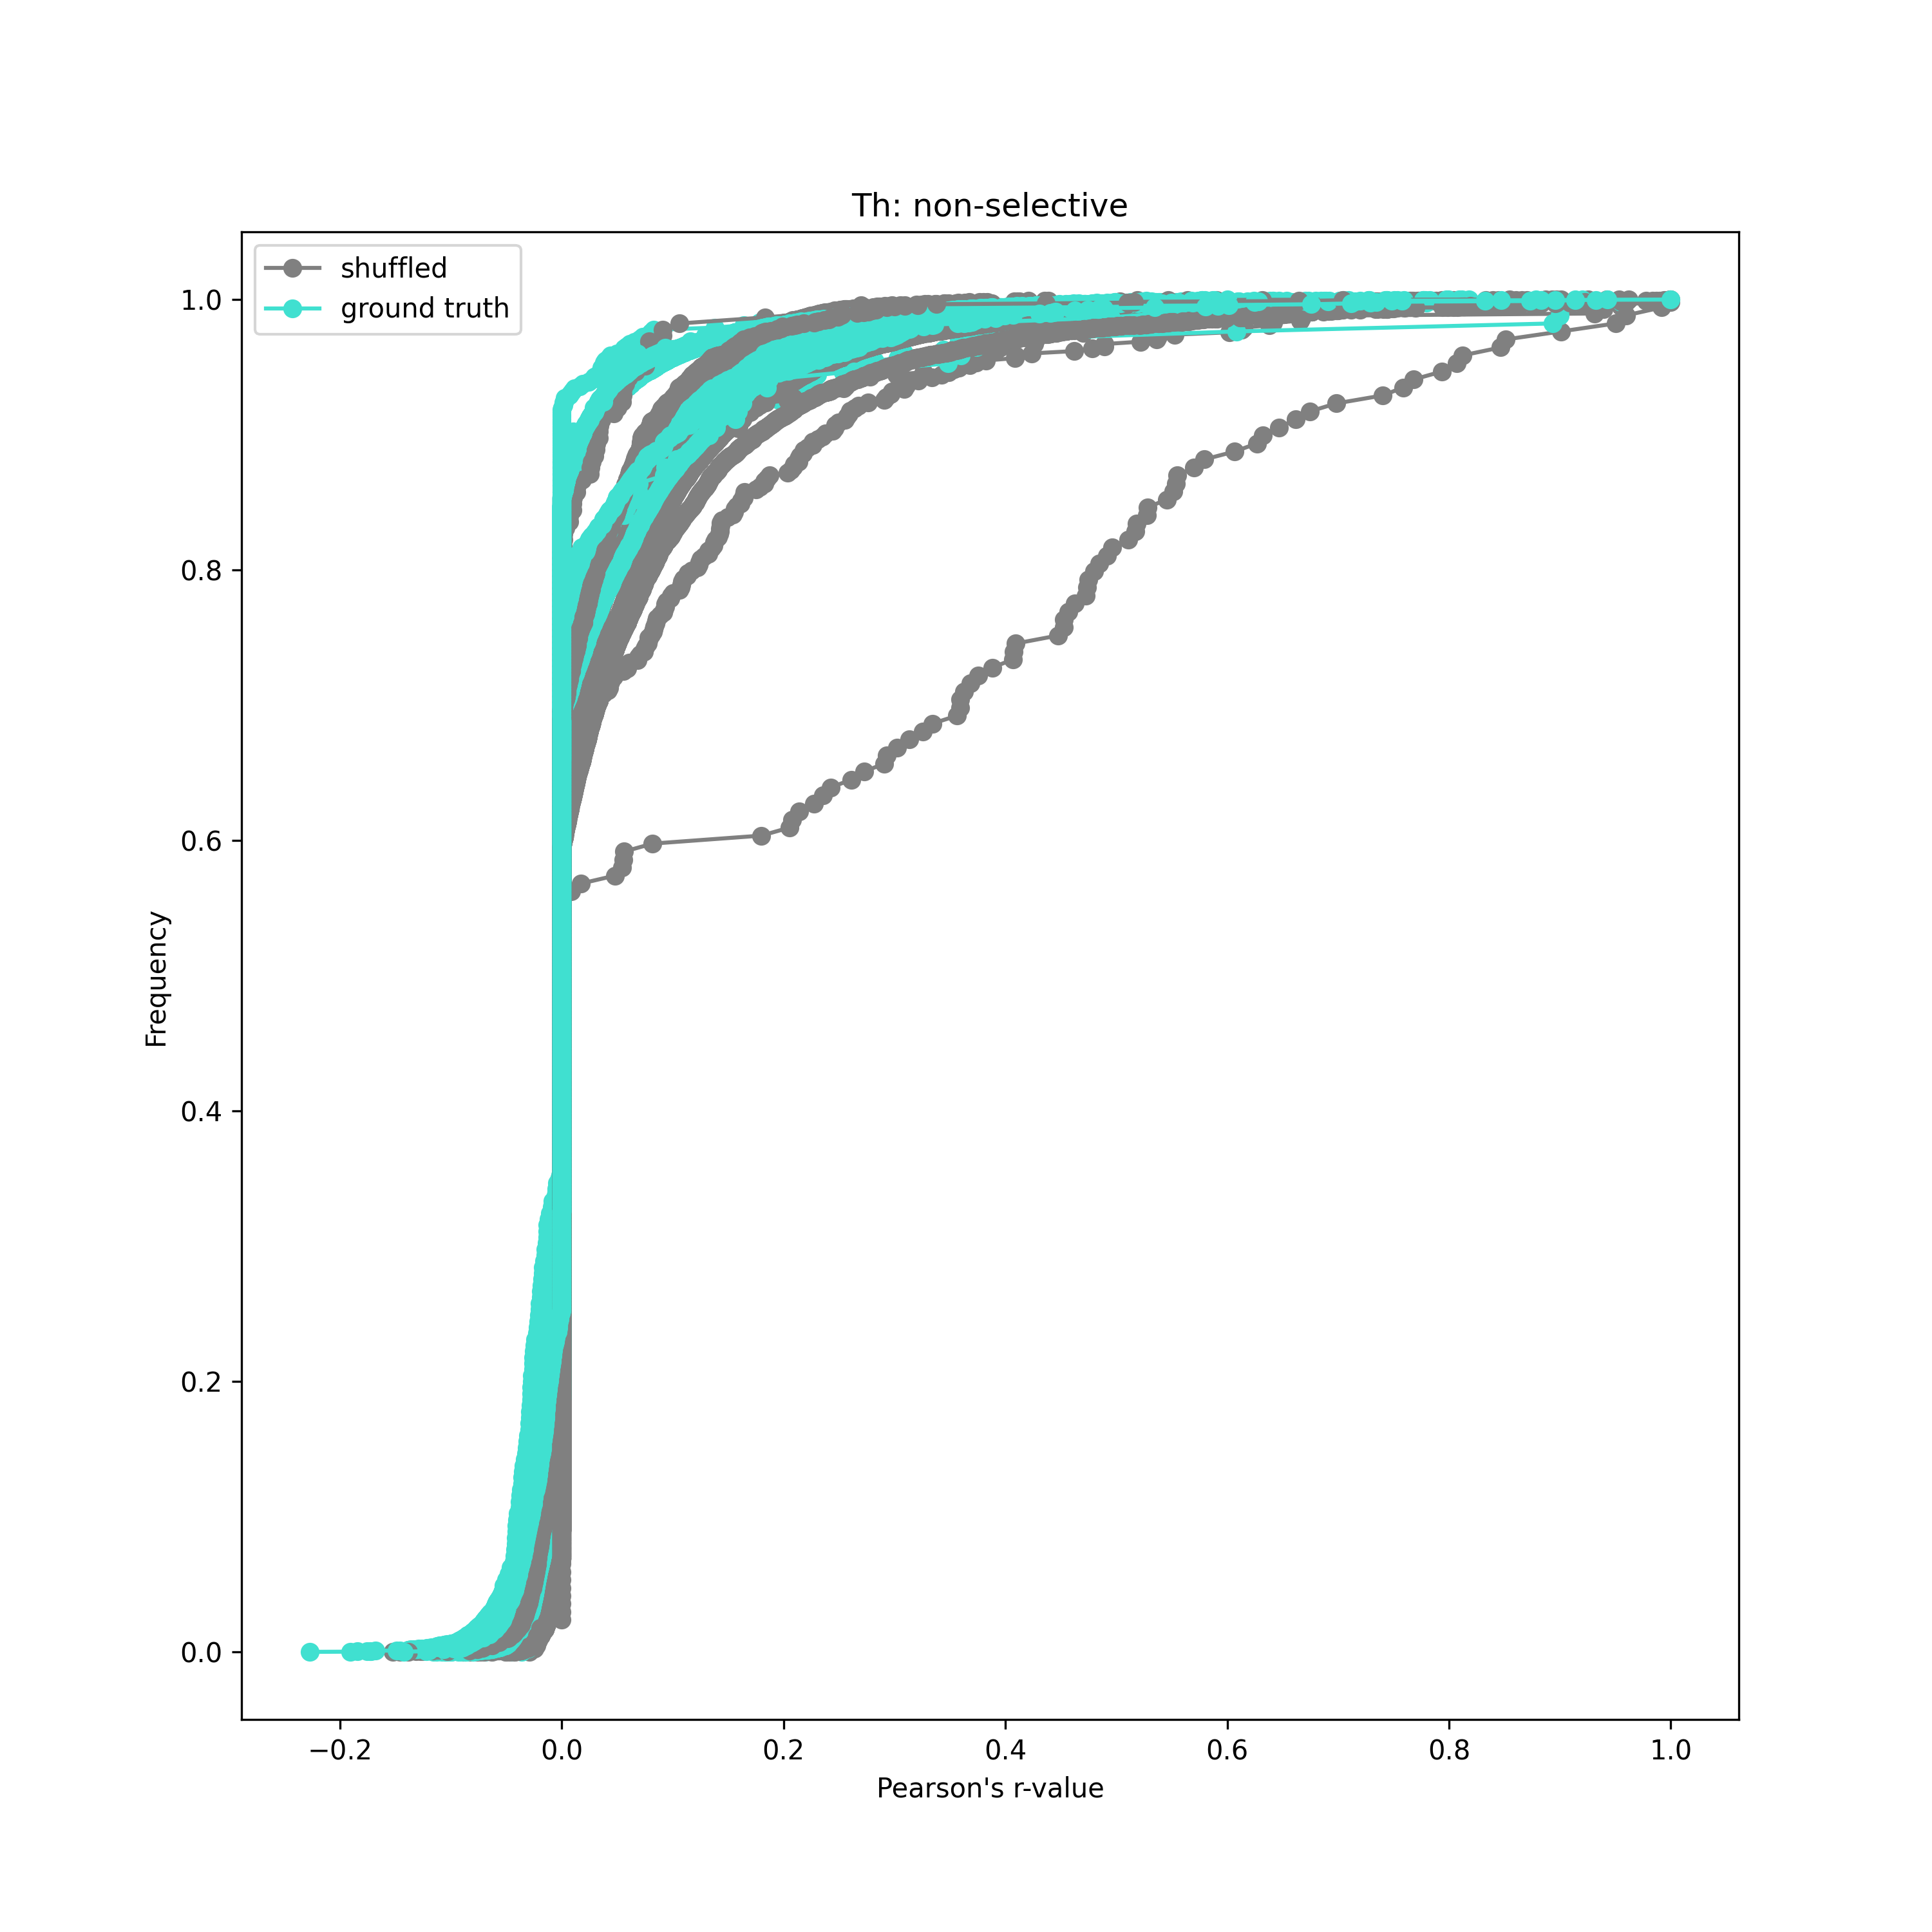 Th: non-selective
shuffled
ground truth
1.0
0.8
0.6
0.4
0.2
0.0
Frequency
−0.2 0.0 0.2 0.4 0.6 0.8 1.0
Pearson's r-value